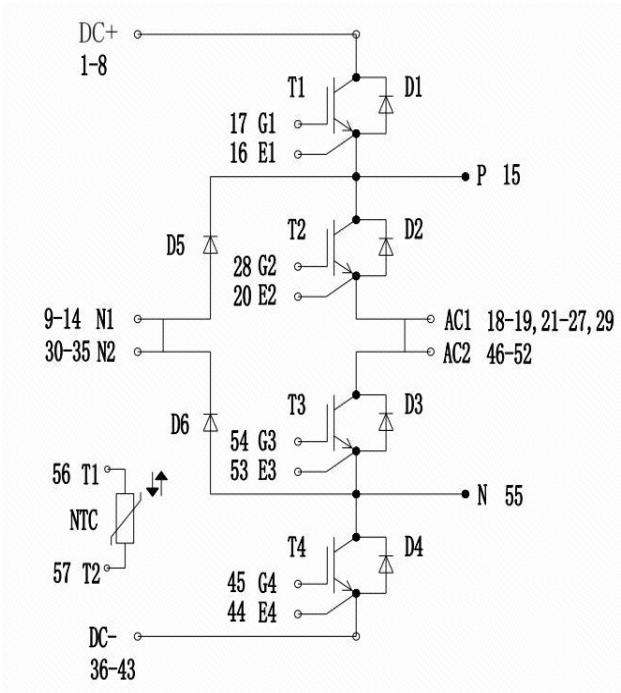 DC+
1-8
T1
D1
17 G1
16 E1
P 15
T2
D2
D5
28 G2
20 E2
9-14 N1
AC1 18-19, 21-27, 29
30-35 N2
AC2 46-52
T3
D3
D6
54 G3
53 E3
56 T1
N 55
NTC
T4
D4
57 T2
45 G4
44 E4
DC-
36-43